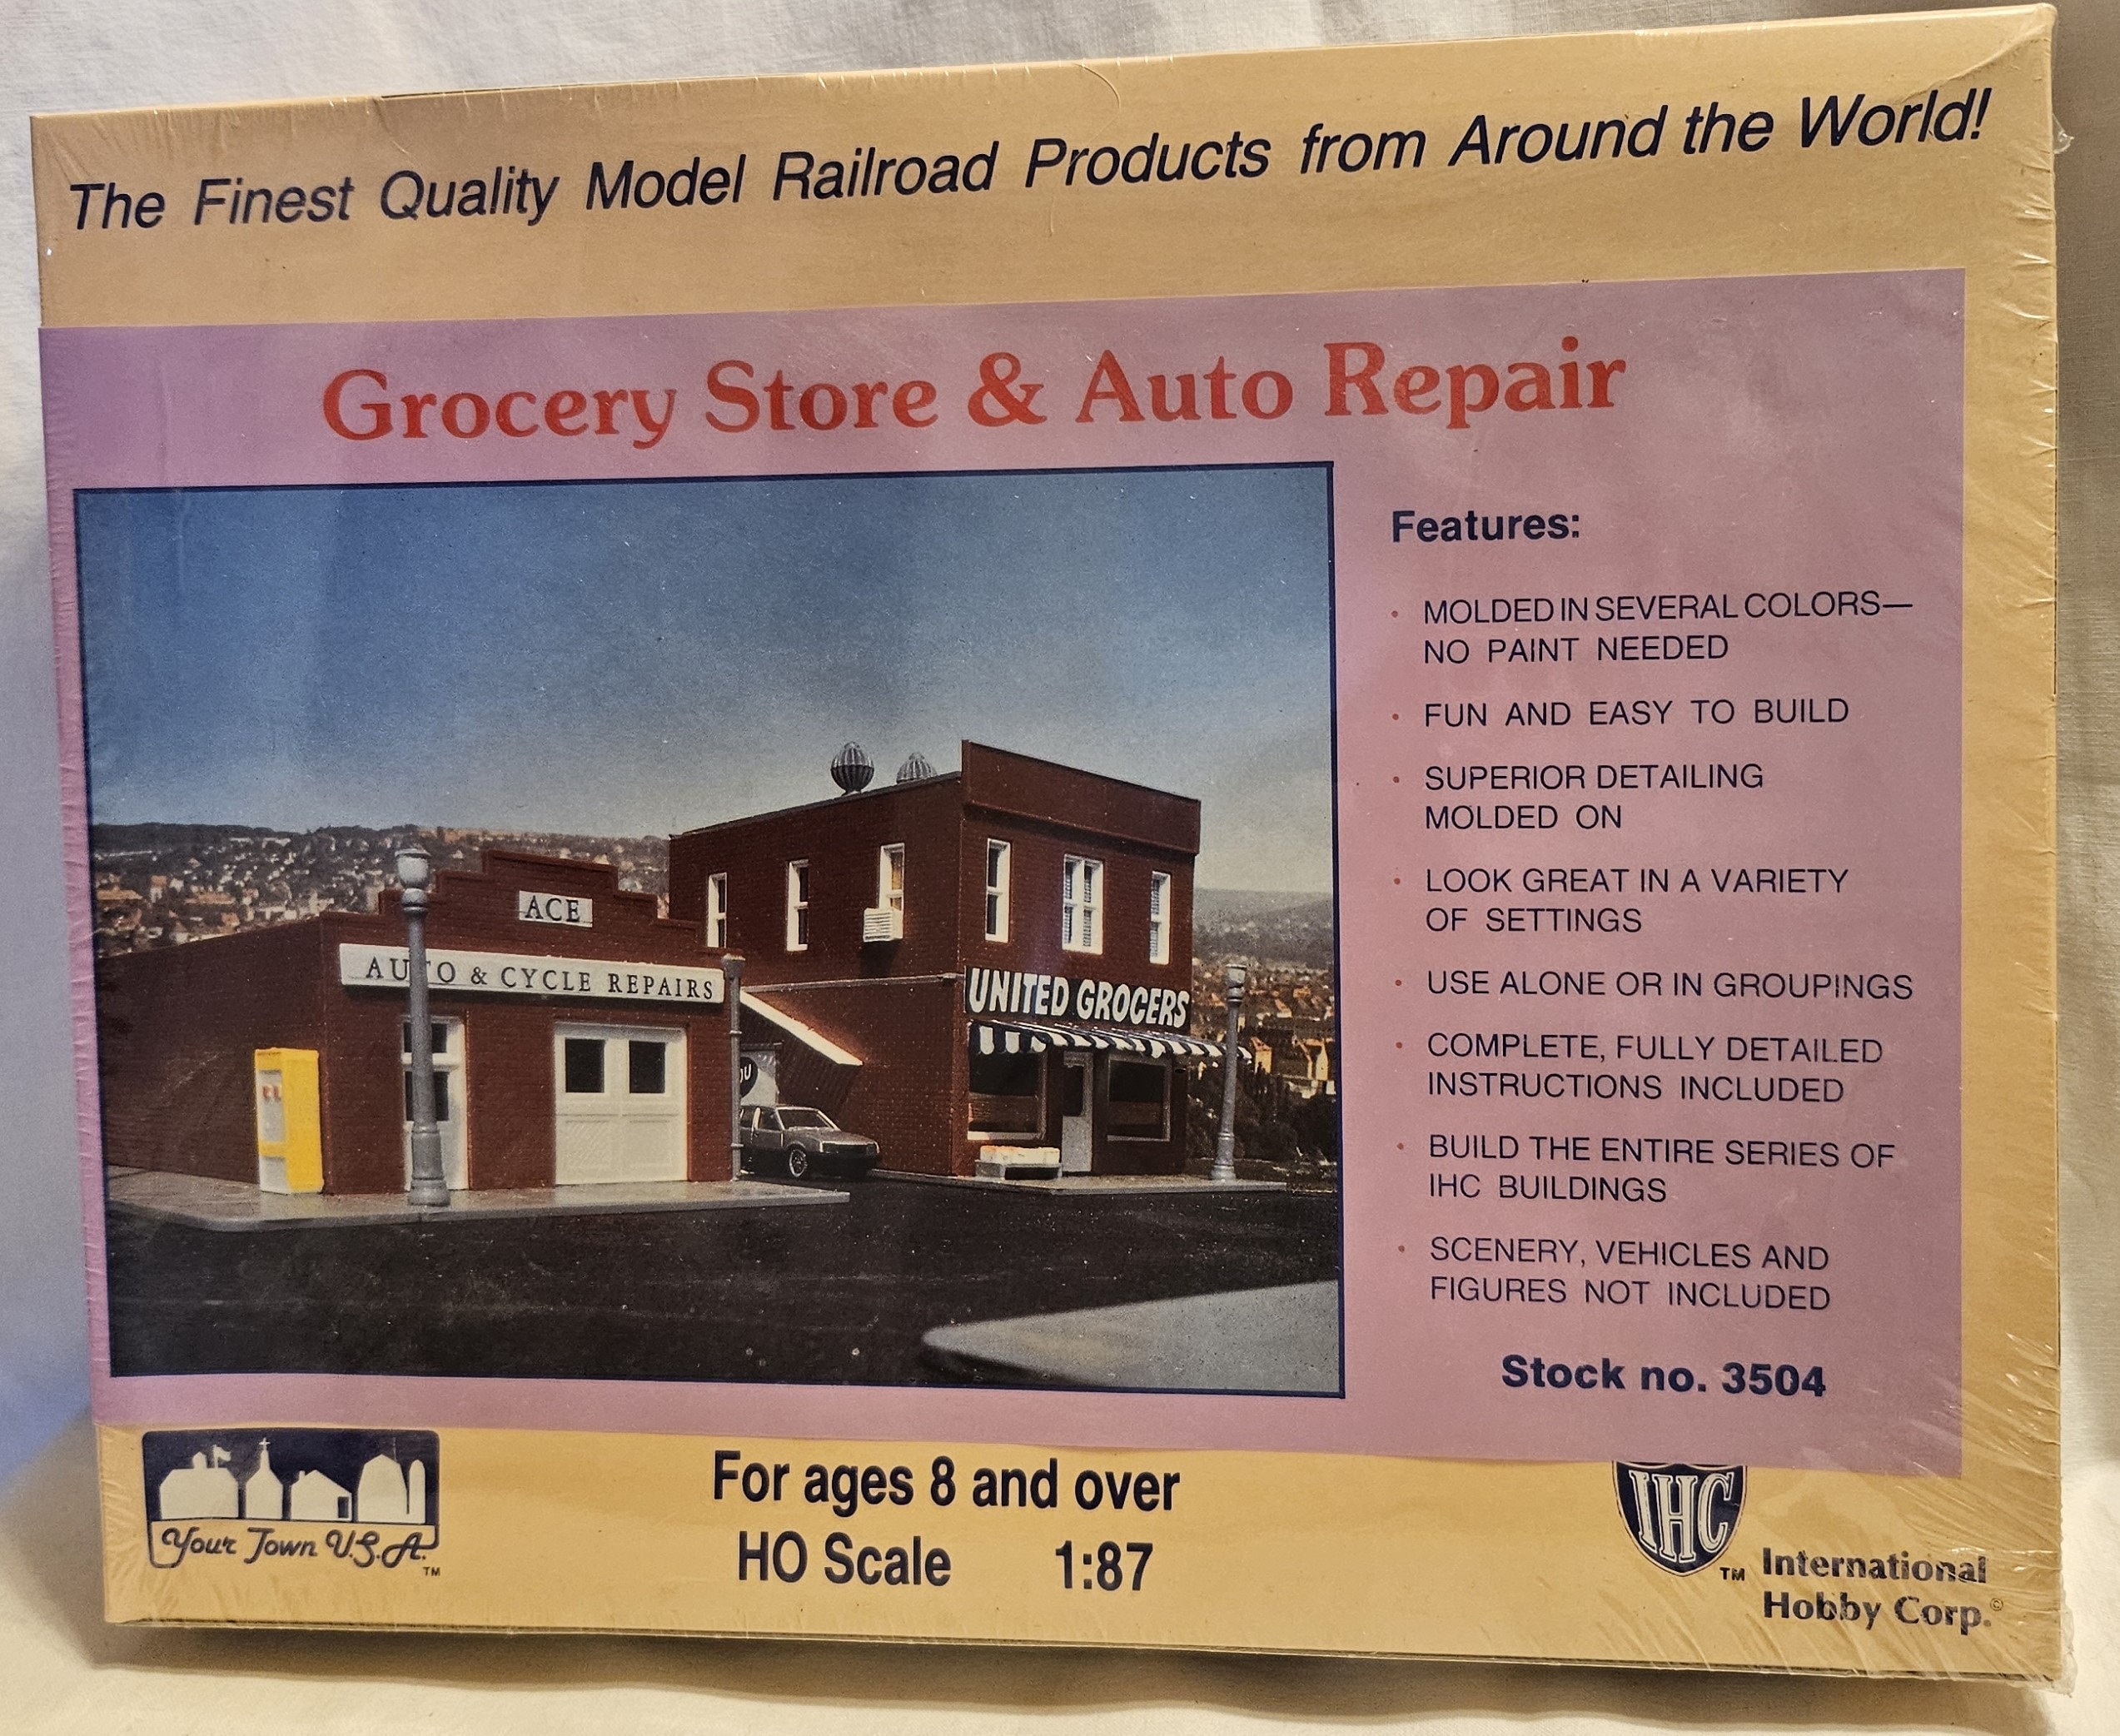 The Finest Quality Model Railroad Products from Around the World!
Grocery Store & Auto Repair
ACE
AUTO & CYCLE REPAIRS
UNITED GROCERS
Features:
• MOLDED IN SEVERAL COLORS—
NO PAINT NEEDED
• FUN AND EASY TO BUILD
• SUPERIOR DETAILING
MOLDED ON
• LOOK GREAT IN A VARIETY
OF SETTINGS
• USE ALONE OR IN GROUPINGS
• COMPLETE, FULLY DETAILED
INSTRUCTIONS INCLUDED
• BUILD THE ENTIRE SERIES OF
IHC BUILDINGS
• SCENERY, VEHICLES AND
FIGURES NOT INCLUDED
Stock no. 3504
Your Town U.S.A.™
For ages 8 and over
HO Scale 1:87
IHC™
International
Hobby Corp.©